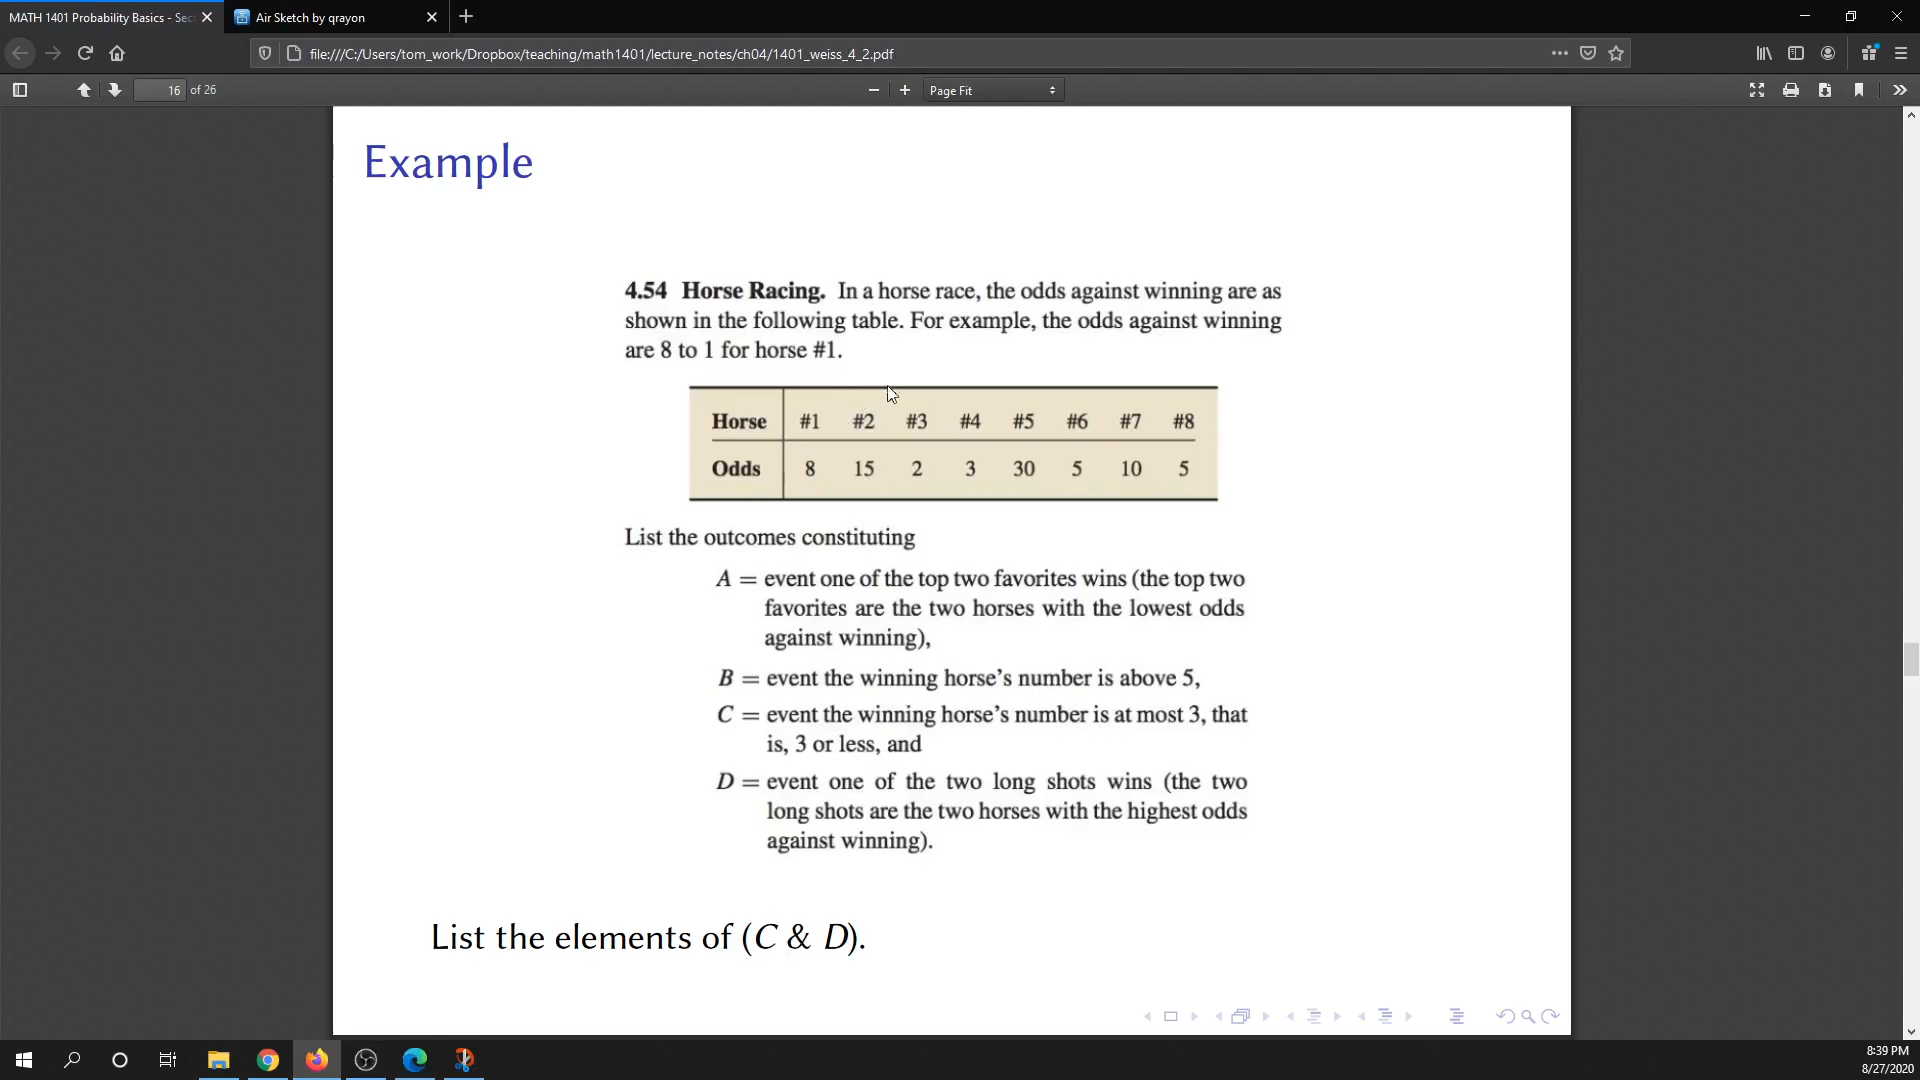 MATH 1401 Probability Basics - Sec
Air Sketch by qrayon
file:///C:/Users/tom_work/Dropbox/teaching/math1401/lecture_notes/ch04/1401_weiss_4_2.pdf
16 of 26
Page Fit
Example
4.54 Horse Racing. In a horse race, the odds against winning are as
shown in the following table. For example, the odds against winning
are 8 to 1 for horse #1.
Horse #1 #2 #3 #4 #5 #6 #7 #8
Odds 8 15 2 3 30 5 10 5
List the outcomes constituting
A = event one of the top two favorites wins (the top two
favorites are the two horses with the lowest odds
against winning),
B = event the winning horse's number is above 5,
C = event the winning horse's number is at most 3, that
is, 3 or less, and
D = event one of the two long shots wins (the two
long shots are the two horses with the highest odds
against winning).
List the elements of (C & D).
8:39 PM
8/27/2020